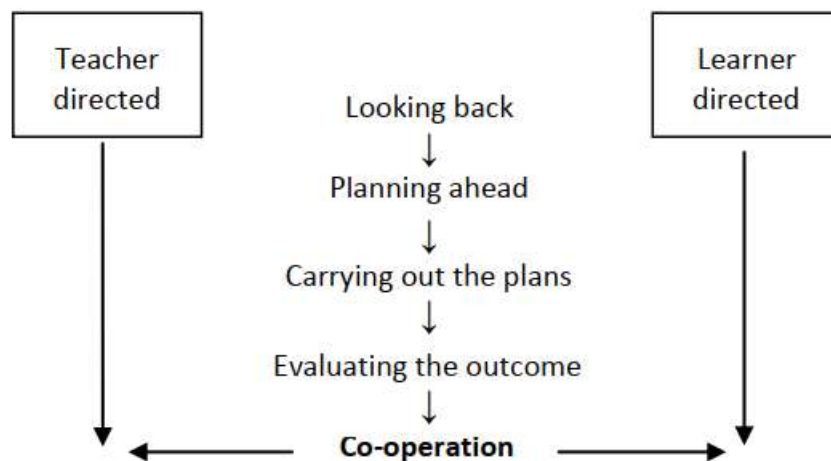 Teacher
directed
Learner
directed
Looking back
Planning ahead
Carrying out the plans
Evaluating the outcome
Co-operation